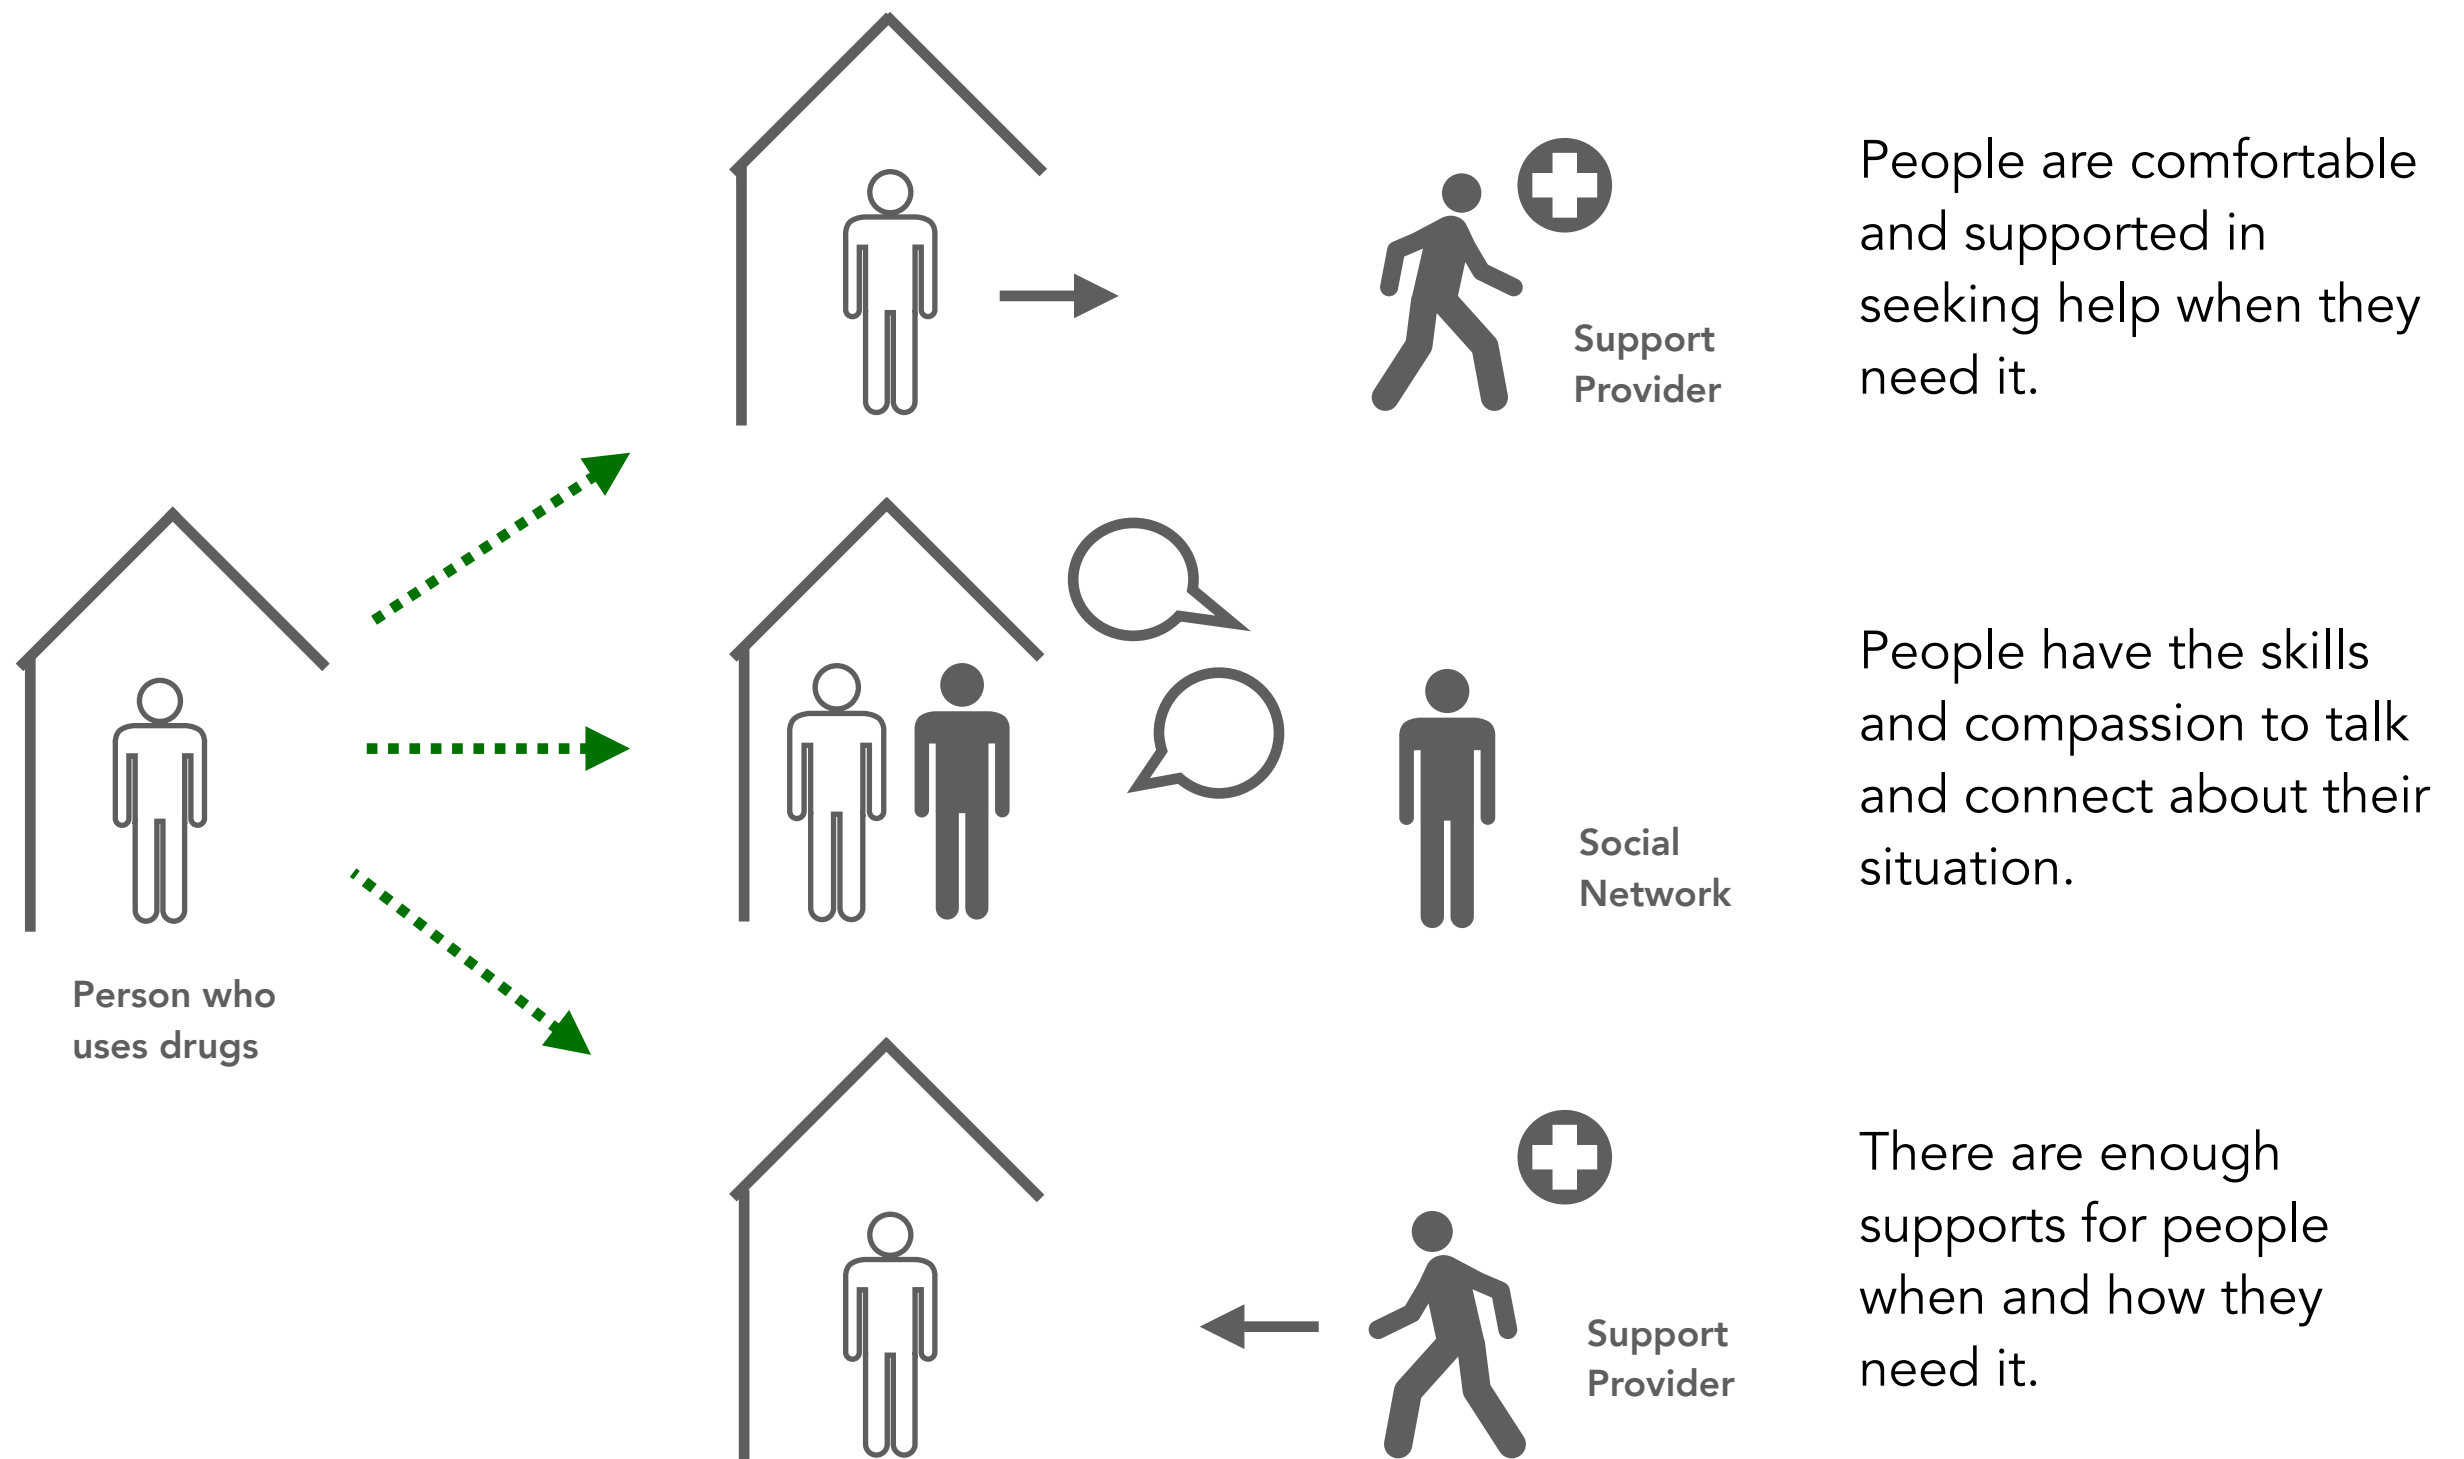 People are comfortable
and supported in
seeking help when they
need it.
Support
Provider
People have the skills
and compassion to talk
and connect about their
situation.
Social
Network
Person who
uses drugs
There are enough
supports for people
when and how they
need it.
Support
Provider